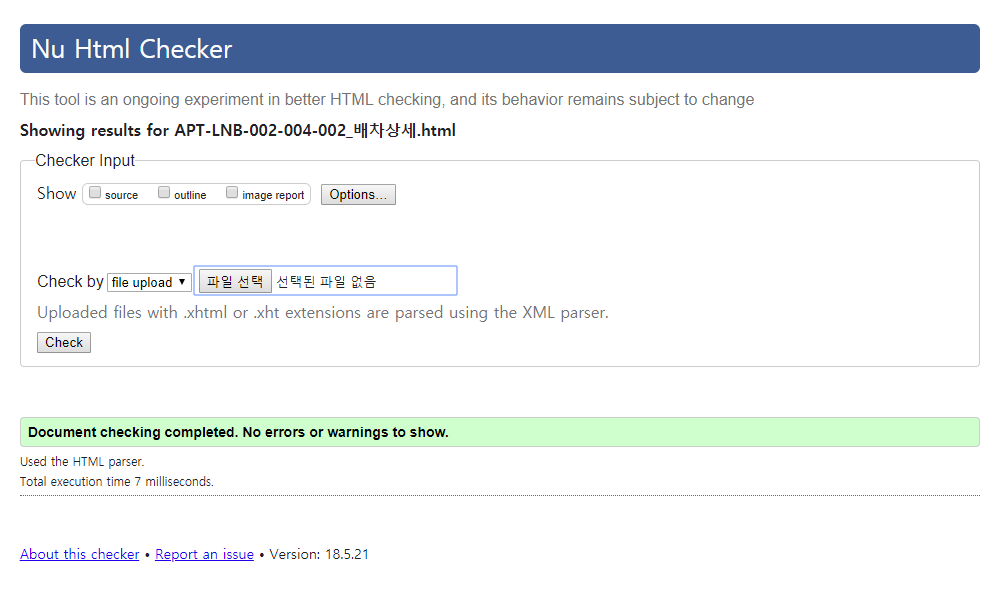 Nu Html Checker
This tool is an ongoing experiment in better HTML checking, and its behavior remains subject to change
Showing results for APT-LNB-002-004-002_배차상세.html
Checker Input
Show source outline image report Options...
Check by file upload ▼ 파일 선택 선택된 파일 없음
Uploaded files with .xhtml or .xht extensions are parsed using the XML parser.
Check
Document checking completed. No errors or warnings to show.
Used the HTML parser.
Total execution time 7 milliseconds.
About this checker • Report an issue • Version: 18.5.21